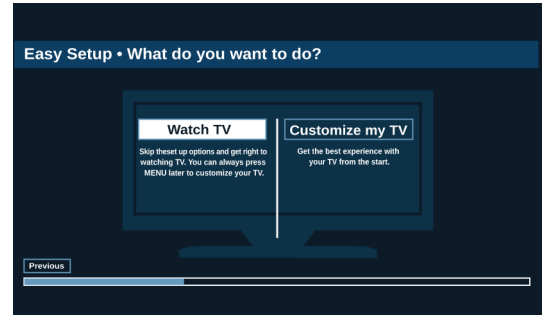 Easy Setup • What do you want to do?
Watch TV
Skip theset up options and get right to
watching TV. You can always press
MENU later to customize your TV.
Customize my TV
Get the best experience with
your TV from the start.
Previous